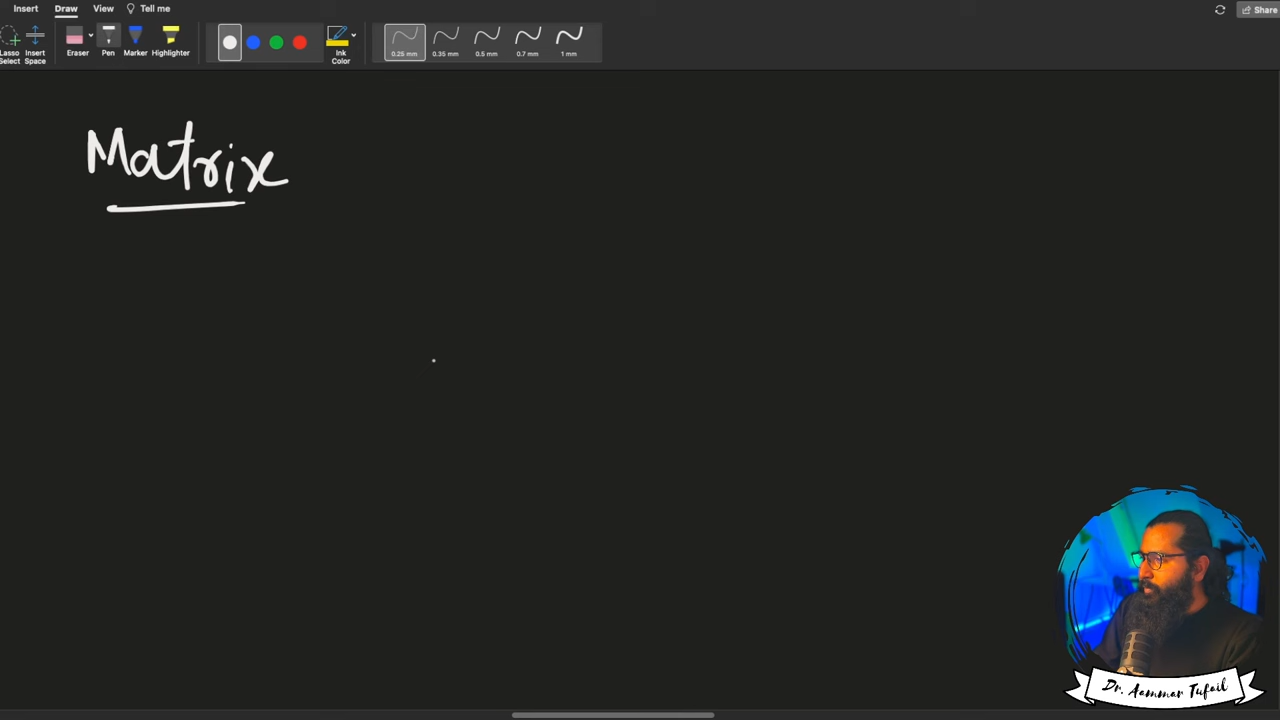 Insert Draw View Tell me Share
Lasso Select Insert Space Eraser Pen Marker Highlighter Ink Color 0.25 mm 0.35 mm 0.5 mm 0.7 mm 1 mm
Matrix
Dr. Aammar Tufail